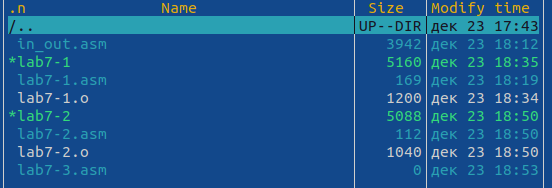 .n Name Size Modify time
/.. UP--DIR дек 23 17:43
in_out.asm 3942 дек 23 18:12
*lab7-1 5160 дек 23 18:35
lab7-1.asm 169 дек 23 18:19
lab7-1.o 1200 дек 23 18:34
*lab7-2 5088 дек 23 18:50
lab7-2.asm 112 дек 23 18:50
lab7-2.o 1040 дек 23 18:50
lab7-3.asm 0 дек 23 18:53